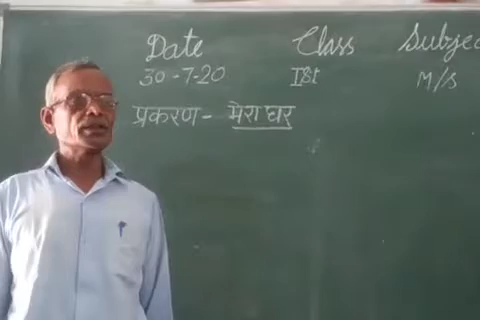 Date Class Subjec
30-7-20 Ist M/s
प्रकरण- मेरा घर